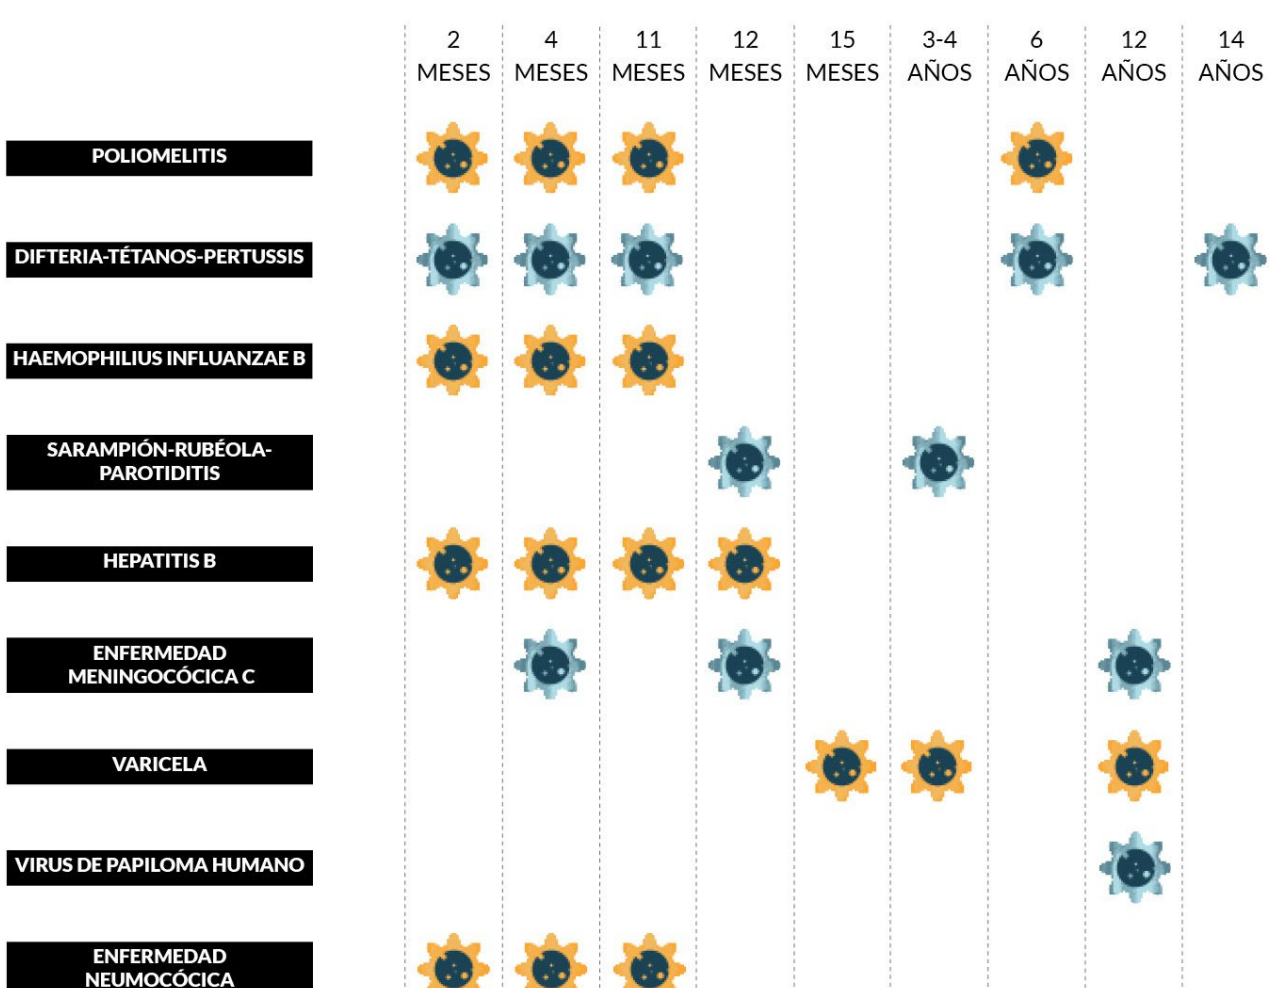 2 4 11 12 15 3-4 6 12 14
MESES MESES MESES MESES MESES AÑOS AÑOS AÑOS AÑOS
POLIOMELITIS
DIFTERIA-TÉTANOS-PERTUSSIS
HAEMOPHILIUS INFLUANZAE B
SARAMPIÓN-RUBÉOLA-
PAROTIDITIS
HEPATITIS B
ENFERMEDAD
MENINGOCÓCICA C
VARICELA
VIRUS DE PAPILOMA HUMANO
ENFERMEDAD
NEUMOCÓCICA